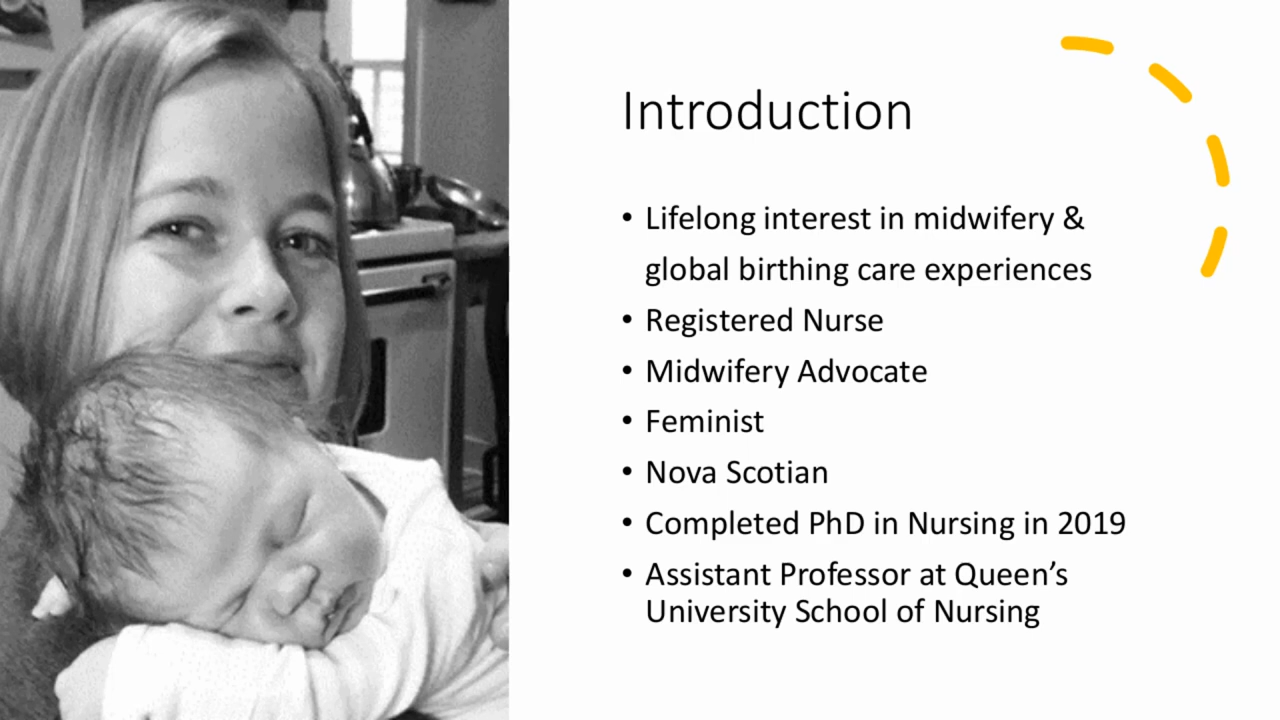 Introduction
• Lifelong interest in midwifery &
global birthing care experiences
• Registered Nurse
• Midwifery Advocate
• Feminist
• Nova Scotian
• Completed PhD in Nursing in 2019
• Assistant Professor at Queen’s
University School of Nursing